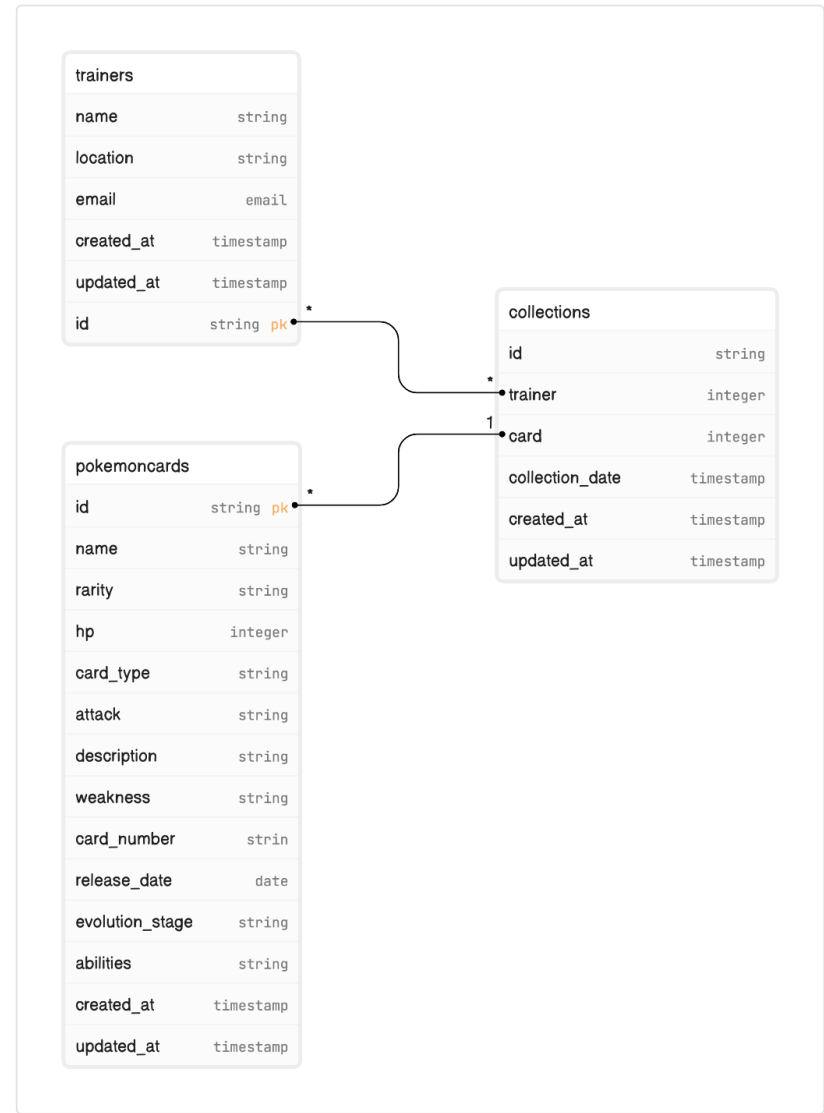 trainers
name string
location string
email email
created_at timestamp
updated_at timestamp
id string pk
*
*
1
*
collections
id string
trainer integer
card integer
collection_date timestamp
created_at timestamp
updated_at timestamp
pokemoncards
id string pk
name string
rarity string
hp integer
card_type string
attack string
description string
weakness string
card_number strin
release_date date
evolution_stage string
abilities string
created_at timestamp
updated_at timestamp